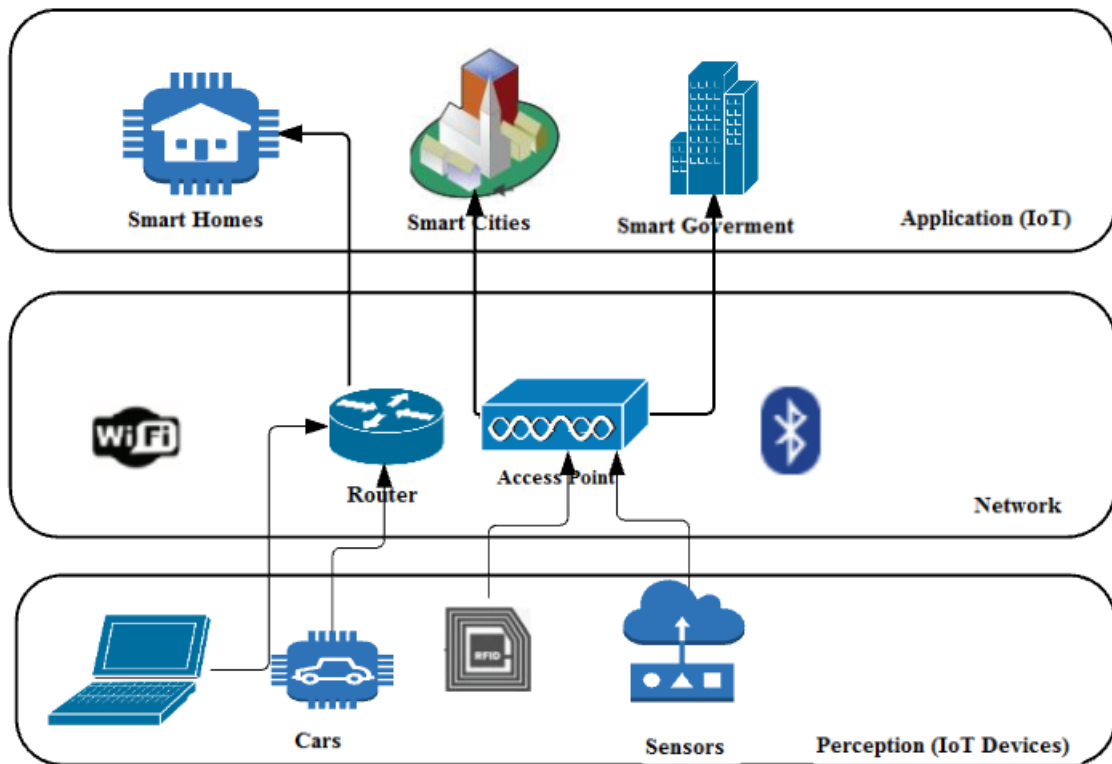 Smart Homes
Smart Cities
Smart Goverment
Application (IoT)
WiFi
Router
Access Point
Network
RFID
Cars
Sensors
Perception (IoT Devices)